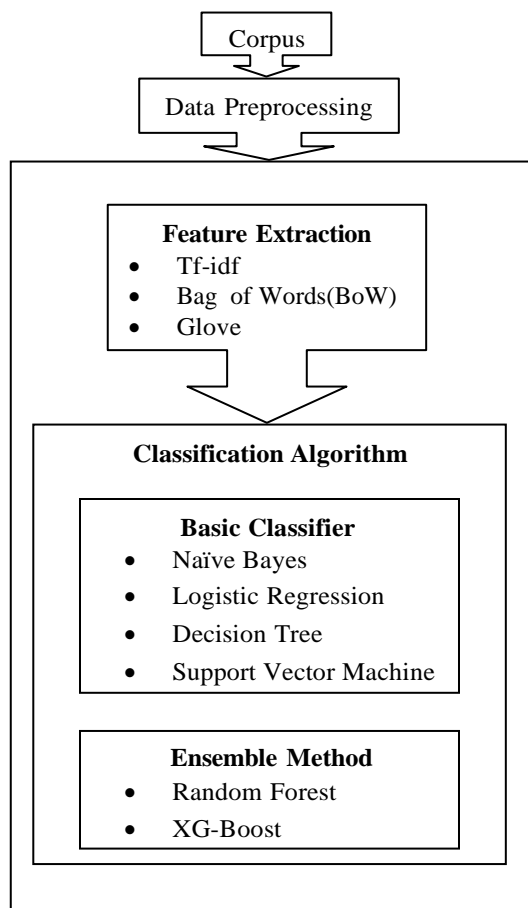 Corpus
Data Preprocessing
Feature Extraction
• Tf-idf
• Bag of Words(BoW)
• Glove
Classification Algorithm
Basic Classifier
• Naïve Bayes
• Logistic Regression
• Decision Tree
• Support Vector Machine
Ensemble Method
• Random Forest
• XG-Boost